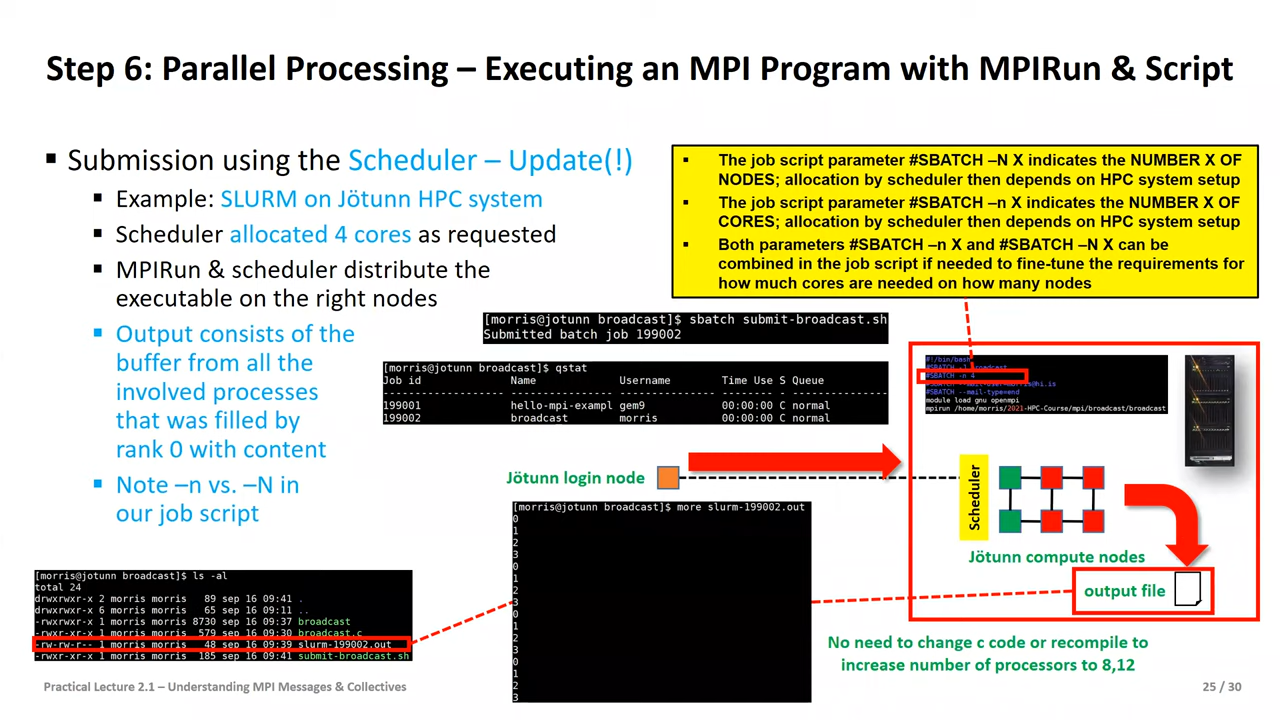 Step 6: Parallel Processing – Executing an MPI Program with MPIRun & Script
▪ Submission using the Scheduler – Update(!)
▪ Example: SLURM on Jötunn HPC system
▪ Scheduler allocated 4 cores as requested
▪ MPIRun & scheduler distribute the
executable on the right nodes
▪ Output consists of the
buffer from all the
involved processes
that was filled by
rank 0 with content
▪ Note –n vs. –N in
our job script
▪ The job script parameter #SBATCH –N X indicates the NUMBER X OF
NODES; allocation by scheduler then depends on HPC system setup
▪ The job script parameter #SBATCH –n X indicates the NUMBER X OF
CORES; allocation by scheduler then depends on HPC system setup
▪ Both parameters #SBATCH –n X and #SBATCH –N X can be
combined in the job script if needed to fine-tune the requirements for
how much cores are needed on how many nodes
[morris@jotunn broadcast]$ sbatch submit-broadcast.sh
Submitted batch job 199002
[morris@jotunn broadcast]$ qstat
Job id Name Username Time Use S Queue
199001 hello-mpi-exampl gem9 00:00:00 C normal
199002 broadcast morris 00:00:00 C normal
#!/bin/bash
#SBATCH -n 4
#SBATCH --mail-type=end
module load gnu openmpi
mpirun /home/morris/2021-HPC-Course/mpi/broadcast/broadcast
Jötunn login node
Scheduler
Jötunn compute nodes
output file
[morris@jotunn broadcast]$ more slurm-199002.out
0
1
2
3
0
1
2
3
0
1
2
3
0
1
2
3
No need to change c code or recompile to
increase number of processors to 8,12
[morris@jotunn broadcast]$ ls -al
total 24
drwxrwxr-x 2 morris morris 89 sep 16 09:41 .
drwxrwxr-x 6 morris morris 65 sep 16 09:11 ..
-rwxrwxr-x 1 morris morris 8730 sep 16 09:37 broadcast
-rwxr-xr-x 1 morris morris 579 sep 16 09:30 broadcast.c
-rw-rw-r-- 1 morris morris 48 sep 16 09:39 slurm-199002.out
-rwxr-xr-x 1 morris morris 185 sep 16 09:41 submit-broadcast.sh
Practical Lecture 2.1 – Understanding MPI Messages & Collectives
25 / 30